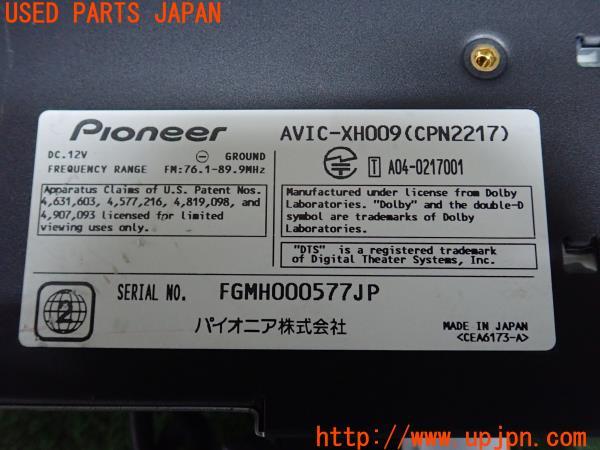 USED PARTS JAPAN
Pioneer
AVIC-XH009(CPN2217)
DC.12V
GROUND
FREQUENCY RANGE FM:76.1-89.9MHz
T A04-0217001
Apparatus Claims of U.S. Patent Nos.
4,631,603, 4,577,216, 4,819,098, and
4,907,093 licensed for limited
viewing uses only.
Manufactured under license from Dolby
Laboratories. "Dolby" and the double-D
symbol are trademarks of Dolby
Laboratories.
"DTS" is a registered trademark
of Digital Theater Systems, Inc.
2
SERIAL NO. FGMH000577JP
パイオニア株式会社
MADE IN JAPAN
<CEA6173-A>
UPJ
http://www.upjpn.com